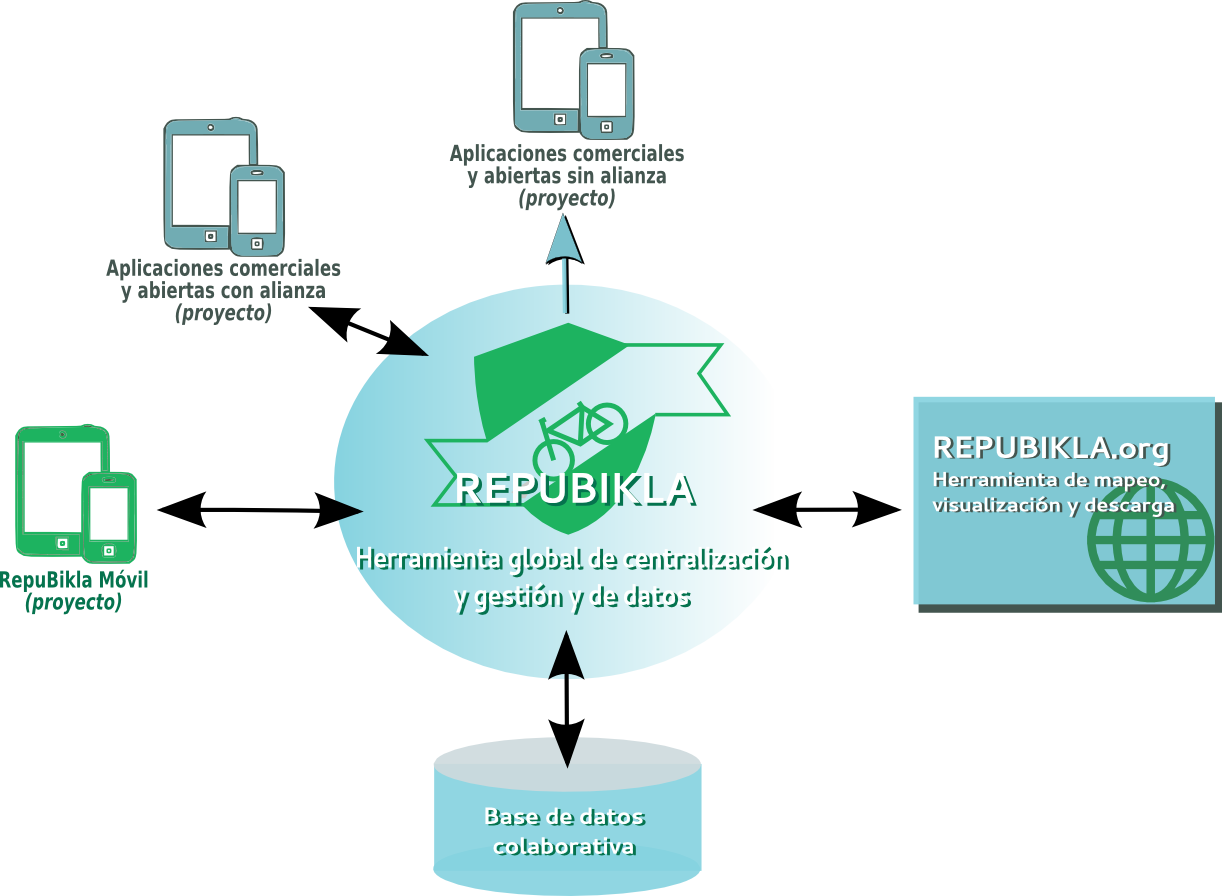 Aplicaciones comerciales
y abiertas sin alianza
(proyecto)
Aplicaciones comerciales
y abiertas con alianza
(proyecto)
REPUBIKLA
Herramienta global de centralización
y gestión y de datos
REPUBIKLA.org
Herramienta de mapeo,
visualización y descarga
RepuBikla Móvil
(proyecto)
Base de datos
colaborativa